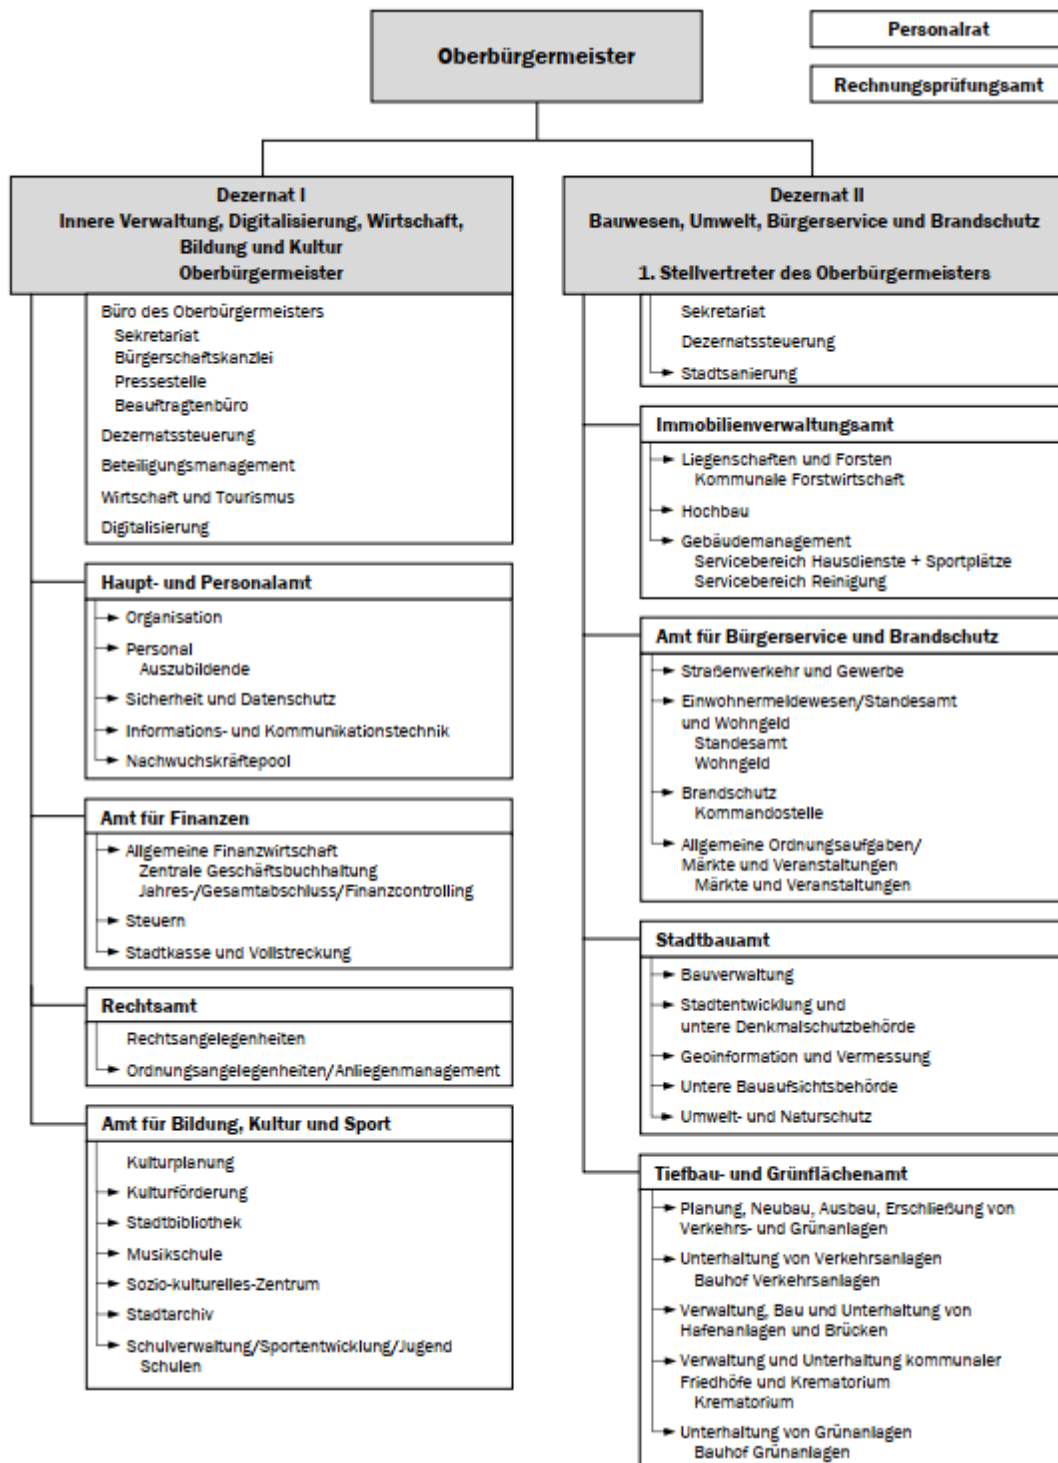 Oberbürgermeister
Personalrat
Rechnungsprüfungsamt
Dezernat I
Innere Verwaltung, Digitalisierung, Wirtschaft,
Bildung und Kultur
Oberbürgermeister
Büro des Oberbürgermeisters
Sekretariat
Bürgerschaftskanzlei
Pressestelle
Beauftragtenbüro
Dezernatssteuerung
Beteiligungsmanagement
Wirtschaft und Tourismus
Digitalisierung
Haupt- und Personalamt
Organisation
Personal
Auszubildende
Sicherheit und Datenschutz
Informations- und Kommunikationstechnik
Nachwuchskräftepool
Amt für Finanzen
Allgemeine Finanzwirtschaft
Zentrale Geschäftsbuchhaltung
Jahres-/Gesamtabschluss/Finanzcontrolling
Steuern
Stadtkasse und Vollstreckung
Rechtsamt
Rechtsangelegenheiten
Ordnungsangelegenheiten/Anliegenmanagement
Amt für Bildung, Kultur und Sport
Kulturplanung
Kulturförderung
Stadtbibliothek
Musikschule
Sozio-kulturelles-Zentrum
Stadtarchiv
Schulverwaltung/Sportentwicklung/Jugend
Schulen
Dezernat II
Bauwesen, Umwelt, Bürgerservice und Brandschutz
1. Stellvertreter des Oberbürgermeisters
Sekretariat
Dezernatssteuerung
Stadtsanierung
Immobilienverwaltungsamt
Liegenschaften und Forsten
Kommunale Forstwirtschaft
Hochbau
Gebäudemanagement
Servicebereich Hausdienste + Sportplätze
Servicebereich Reinigung
Amt für Bürgerservice und Brandschutz
Straßenverkehr und Gewerbe
Einwohnermeldewesen/Standesamt
und Wohngeld
Standesamt
Wohngeld
Brandschutz
Kommandostelle
Allgemeine Ordnungsaufgaben/
Märkte und Veranstaltungen
Märkte und Veranstaltungen
Stadtbauamt
Bauverwaltung
Stadtentwicklung und
untere Denkmalschutzbehörde
Geoinformation und Vermessung
Untere Bauaufsichtsbehörde
Umwelt- und Naturschutz
Tiefbau- und Grünflächenamt
Planung, Neubau, Ausbau, Erschließung von
Verkehrs- und Grünanlagen
Unterhaltung von Verkehrsanlagen
Bauhof Verkehrsanlagen
Verwaltung, Bau und Unterhaltung von
Hafenanlagen und Brücken
Verwaltung und Unterhaltung kommunaler
Friedhöfe und Krematorium
Krematorium
Unterhaltung von Grünanlagen
Bauhof Grünanlagen